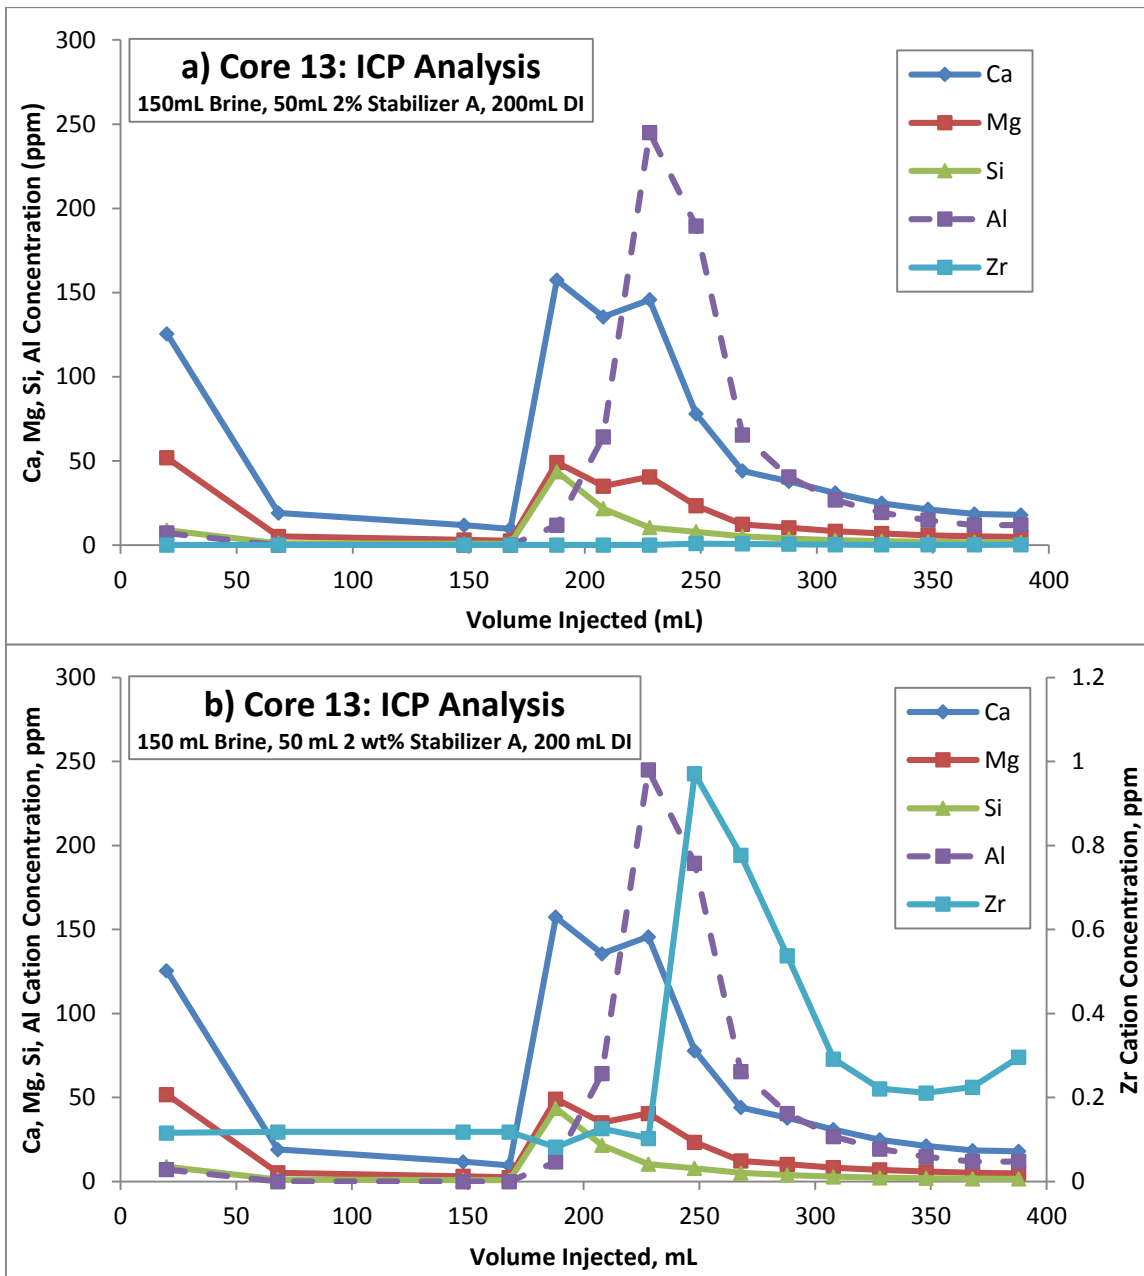 a) Core 13: ICP Analysis
150mL Brine, 50mL 2% Stabilizer A, 200mL DI
Ca, Mg, Si, Al Concentration (ppm)
300
250
200
150
100
50
0
0 50 100 150 200 250 300 350 400
Volume Injected (mL)
Ca
Mg
Si
Al
Zr
b) Core 13: ICP Analysis
150 mL Brine, 50 mL 2 wt% Stabilizer A, 200 mL DI
Ca, Mg, Si, Al Cation Concentration, ppm
300
250
200
150
100
50
0
0 50 100 150 200 250 300 350 400
Volume Injected, mL
Ca
Mg
Si
Al
Zr
1.2
1
0.8
0.6
0.4
0.2
0
Zr Cation Concentration, ppm